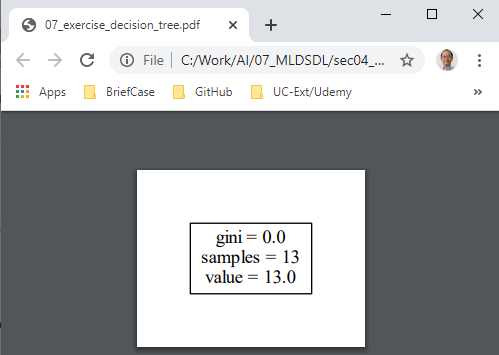 07_exercise_decision_tree.pdf
File C:/Work/AI/07_MLDSDL/sec04_...
Apps BriefCase GitHub UC-Ext/Udemy
gini = 0.0
samples = 13
value = 13.0